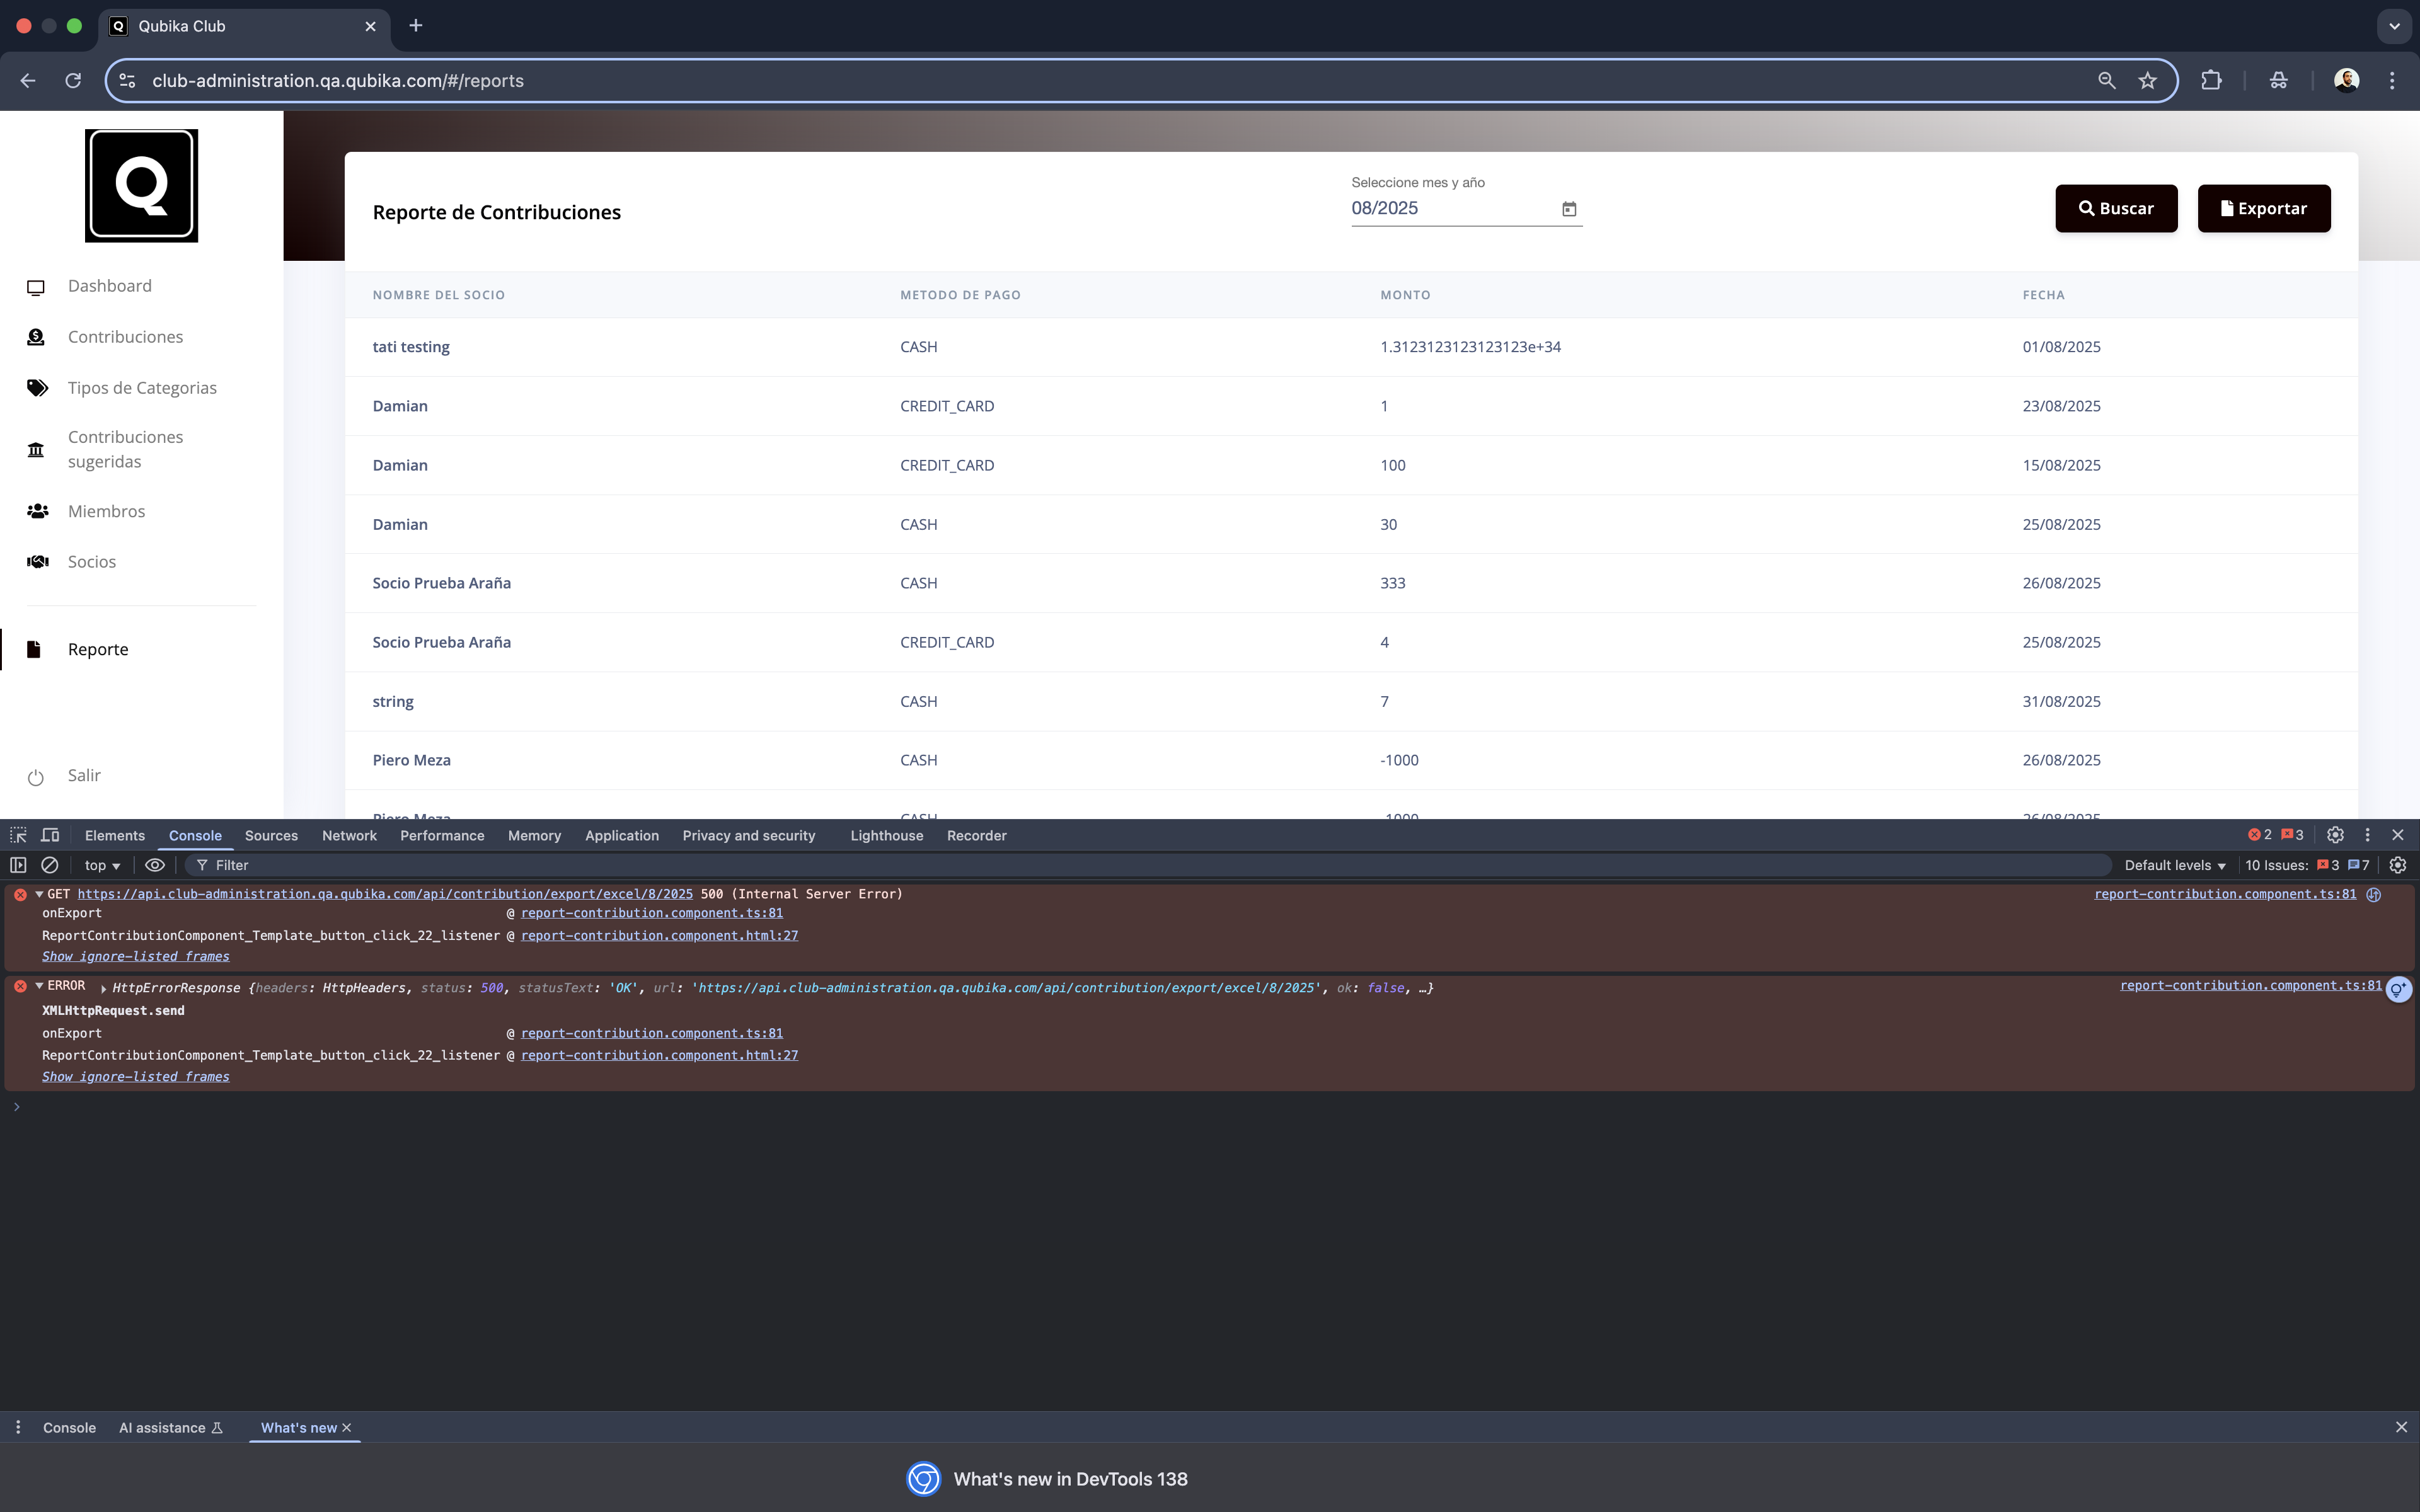 Qubika Club
club-administration.qa.qubika.com/#/reports
Q
Dashboard
Contribuciones
Tipos de Categorias
Contribuciones
sugeridas
Miembros
Socios
Reporte
Salir
Reporte de Contribuciones
Seleccione mes y año
08/2025
Buscar
Exportar
NOMBRE DEL SOCIO METODO DE PAGO MONTO FECHA
tati testing CASH 1.3123123123123123e+34 01/08/2025
Damian CREDIT_CARD 1 23/08/2025
Damian CREDIT_CARD 100 15/08/2025
Damian CASH 30 25/08/2025
Socio Prueba Araña CASH 333 26/08/2025
Socio Prueba Araña CREDIT_CARD 4 25/08/2025
string CASH 7 31/08/2025
Piero Meza CASH -1000 26/08/2025
Piero Meza CASH -1000 26/08/2025
Elements Console Sources Network Performance Memory Application Privacy and security Lighthouse Recorder 2 3
top Filter Default levels 10 Issues: 3 7
GET https://api.club-administration.qa.qubika.com/api/contribution/export/excel/8/2025 500 (Internal Server Error) report-contribution.component.ts:81
onExport @ report-contribution.component.ts:81
ReportContributionComponent_Template_button_click_22_listener @ report-contribution.component.html:27
Show ignore-listed frames
ERROR HttpErrorResponse {headers: HttpHeaders, status: 500, statusText: 'OK', url: 'https://api.club-administration.qa.qubika.com/api/contribution/export/excel/8/2025', ok: false, …} report-contribution.component.ts:81
XMLHttpRequest.send
onExport @ report-contribution.component.ts:81
ReportContributionComponent_Template_button_click_22_listener @ report-contribution.component.html:27
Show ignore-listed frames
Console AI assistance What's new
What's new in DevTools 138